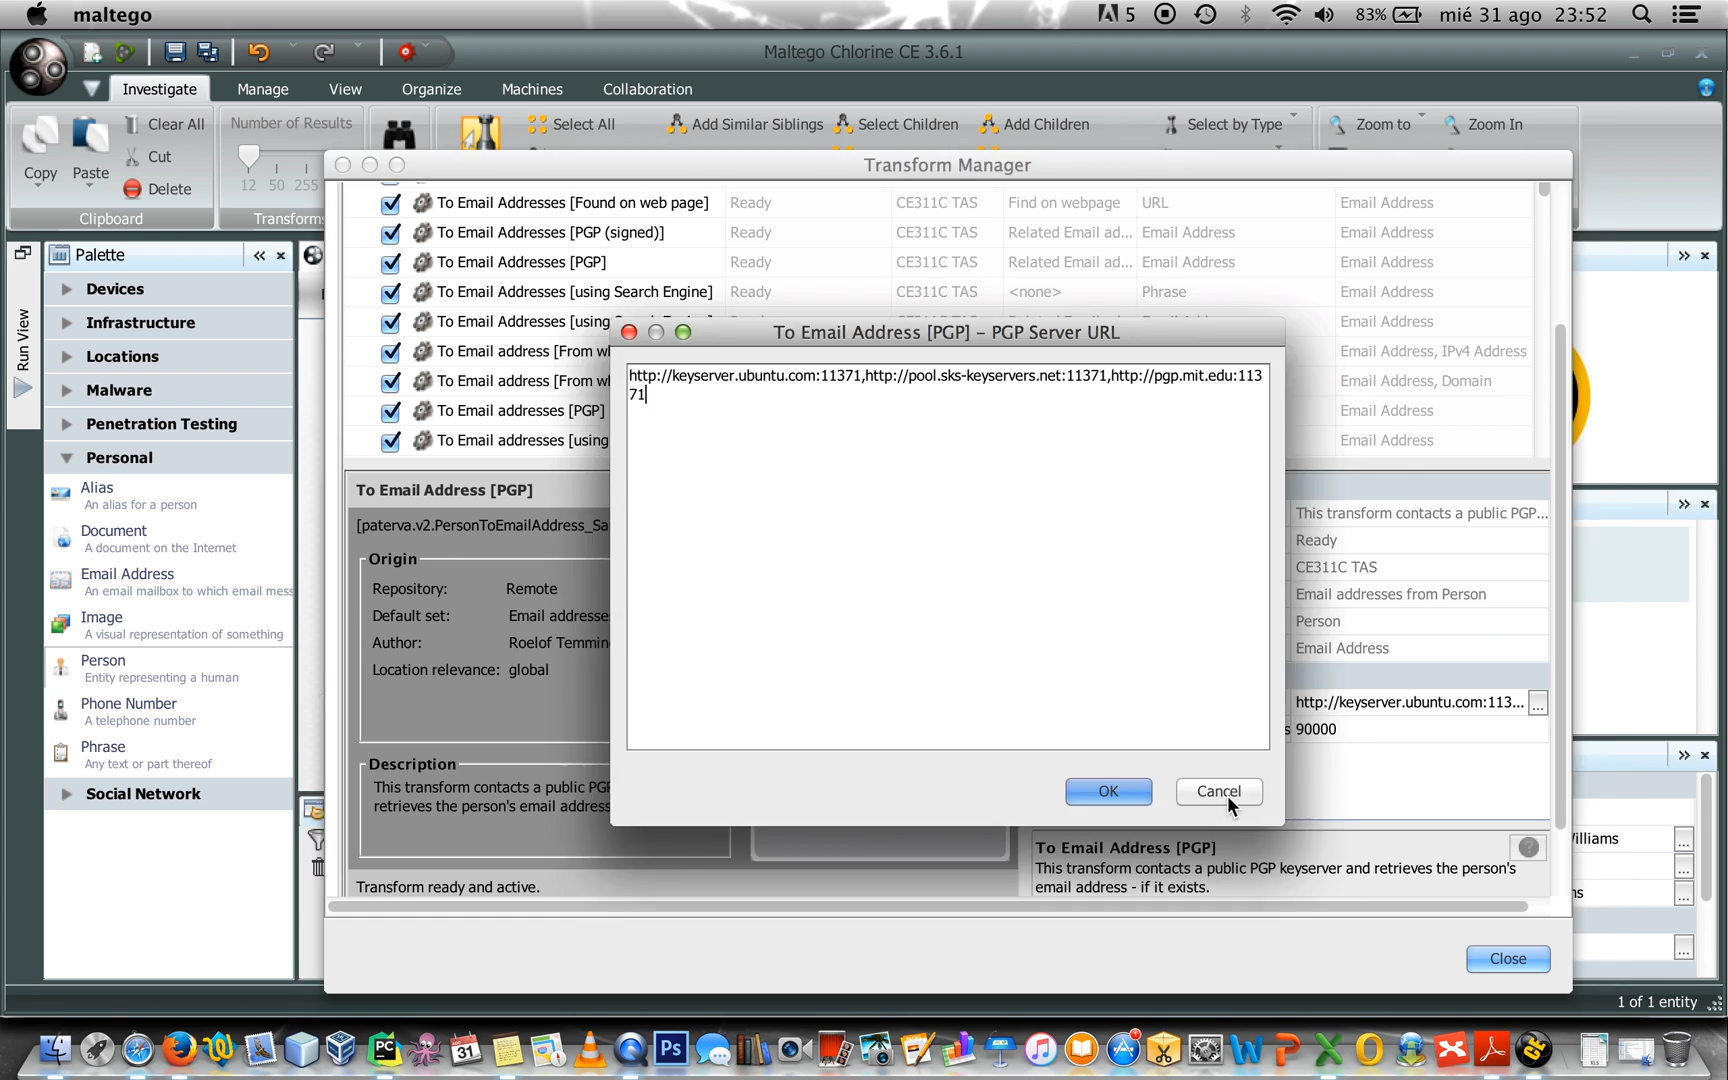 maltego
5
83%
mié 31 ago 23:52
Maltego Chlorine CE 3.6.1
Investigate Manage View Organize Machines Collaboration
Copy
Paste
Clear All
Cut
Delete
Clipboard
Number of Results
12 50 255
Transforms
Select All
Add Similar Siblings
Select Children
Add Children
Select by Type
Zoom to
Zoom In
Run View
Palette
Devices
Infrastructure
Locations
Malware
Penetration Testing
Personal
Alias
An alias for a person
Document
A document on the Internet
Email Address
An email mailbox to which email mess
Image
A visual representation of something
Person
Entity representing a human
Phone Number
A telephone number
Phrase
Any text or part thereof
Social Network
Transform Manager
To Email Addresses [Found on web page] Ready CE311C TAS Find on webpage URL Email Address
To Email Addresses [PGP (signed)] Ready CE311C TAS Related Email ad... Email Address Email Address
To Email Addresses [PGP] Ready CE311C TAS Related Email ad... Email Address Email Address
To Email Addresses [using Search Engine] Ready CE311C TAS <none> Phrase Email Address
To Email Addresses [using Email Address
To Email address [From wh Email Address, IPv4 Address
To Email address [From wh Email Address, Domain
To Email addresses [PGP] Email Address
To Email addresses [using Email Address
To Email Address [PGP] – PGP Server URL
http://keyserver.ubuntu.com:11371,http://pool.sks-keyservers.net:11371,http://pgp.mit.edu:113
71
OK
Cancel
To Email Address [PGP]
[paterva.v2.PersonToEmailAddress_Sa
Origin
Repository: Remote
Default set: Email addresse
Author: Roelof Temmin
Location relevance: global
Description
This transform contacts a public PGP
retrieves the person's email address
Transform ready and active.
This transform contacts a public PGP...
Ready
CE311C TAS
Email addresses from Person
Person
Email Address
http://keyserver.ubuntu.com:113... ...
s 90000
To Email Address [PGP]
This transform contacts a public PGP keyserver and retrieves the person's
email address - if it exists.
Close
illiams ...
...
ns ...
...
1 of 1 entity
PC
AUG
31
Ps
1
W P X O
CE
XLS